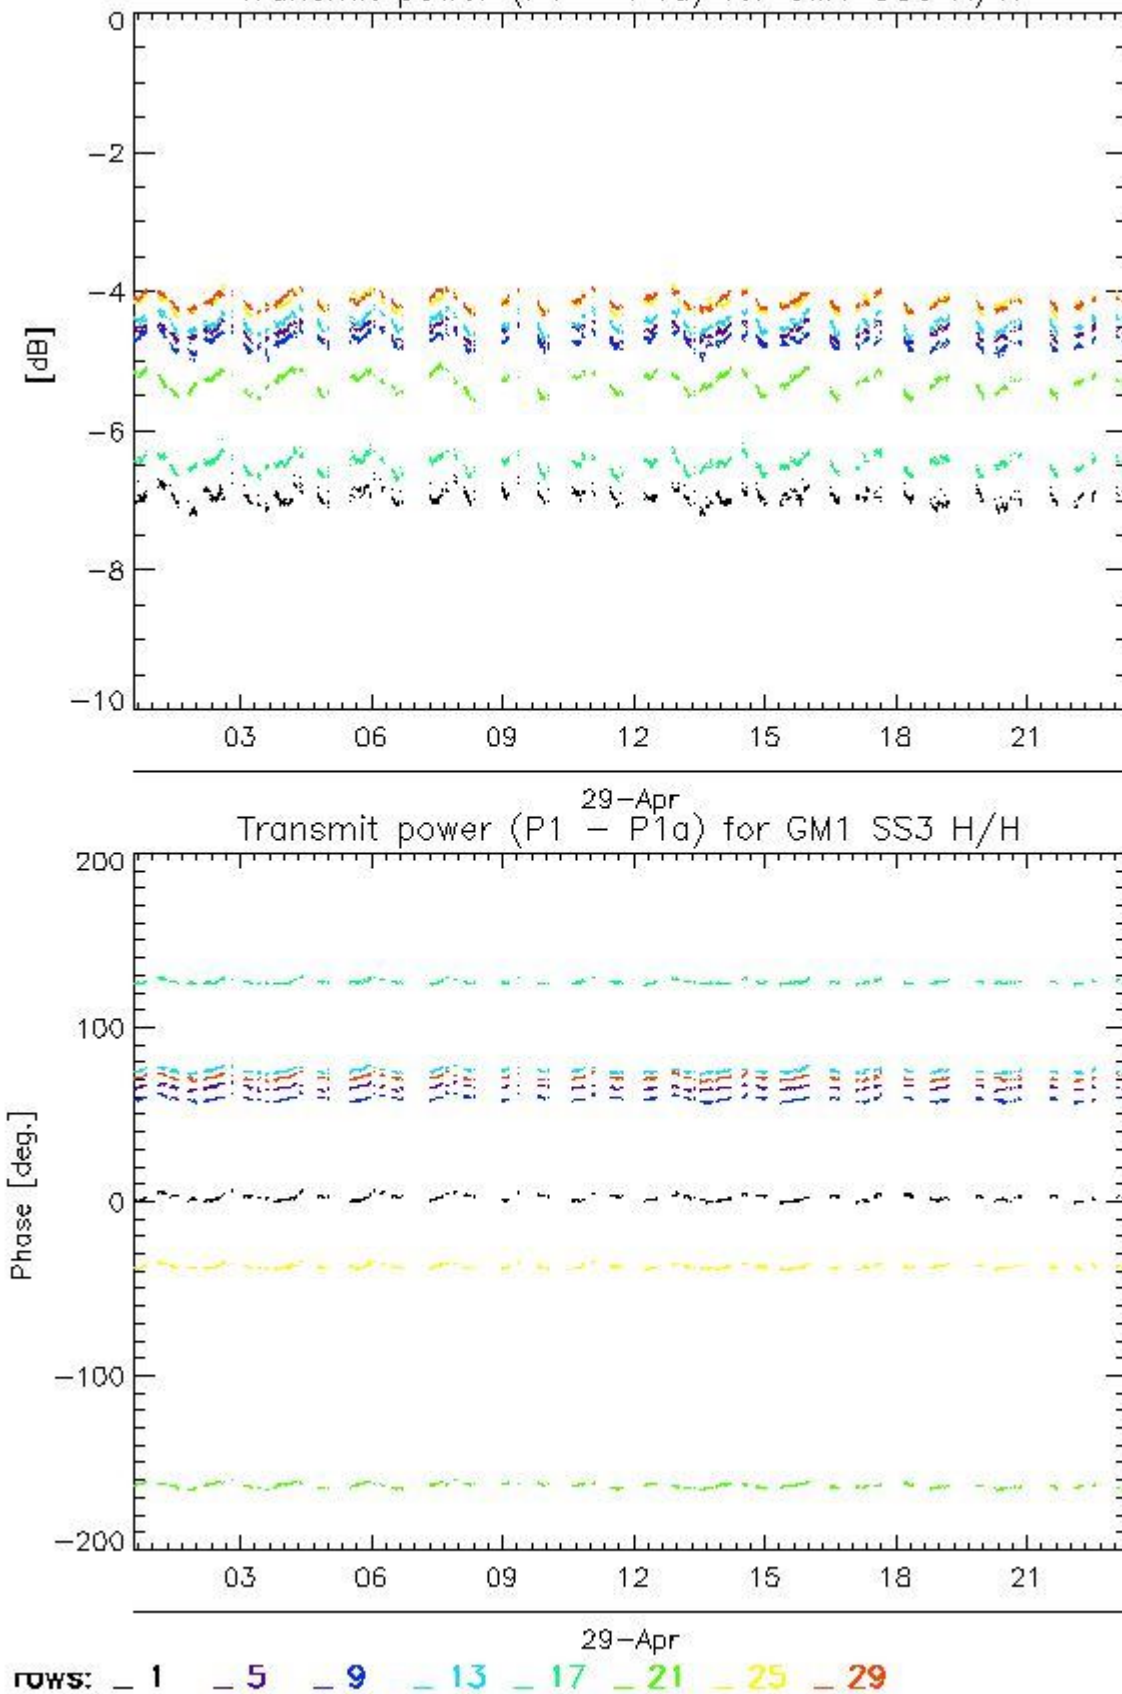 0
−2
−4
[dB]
−6
−8
−10
03 06 09 12 15 18 21
29−Apr
Transmit power (P1 − P1a) for GM1 SS3 H/H
200
100
Phase [deg.]
0
−100
−200
03 06 09 12 15 18 21
29−Apr
rows: _ 1 _ 5 _ 9 _ 13 _ 17 _ 21 _ 25 _ 29